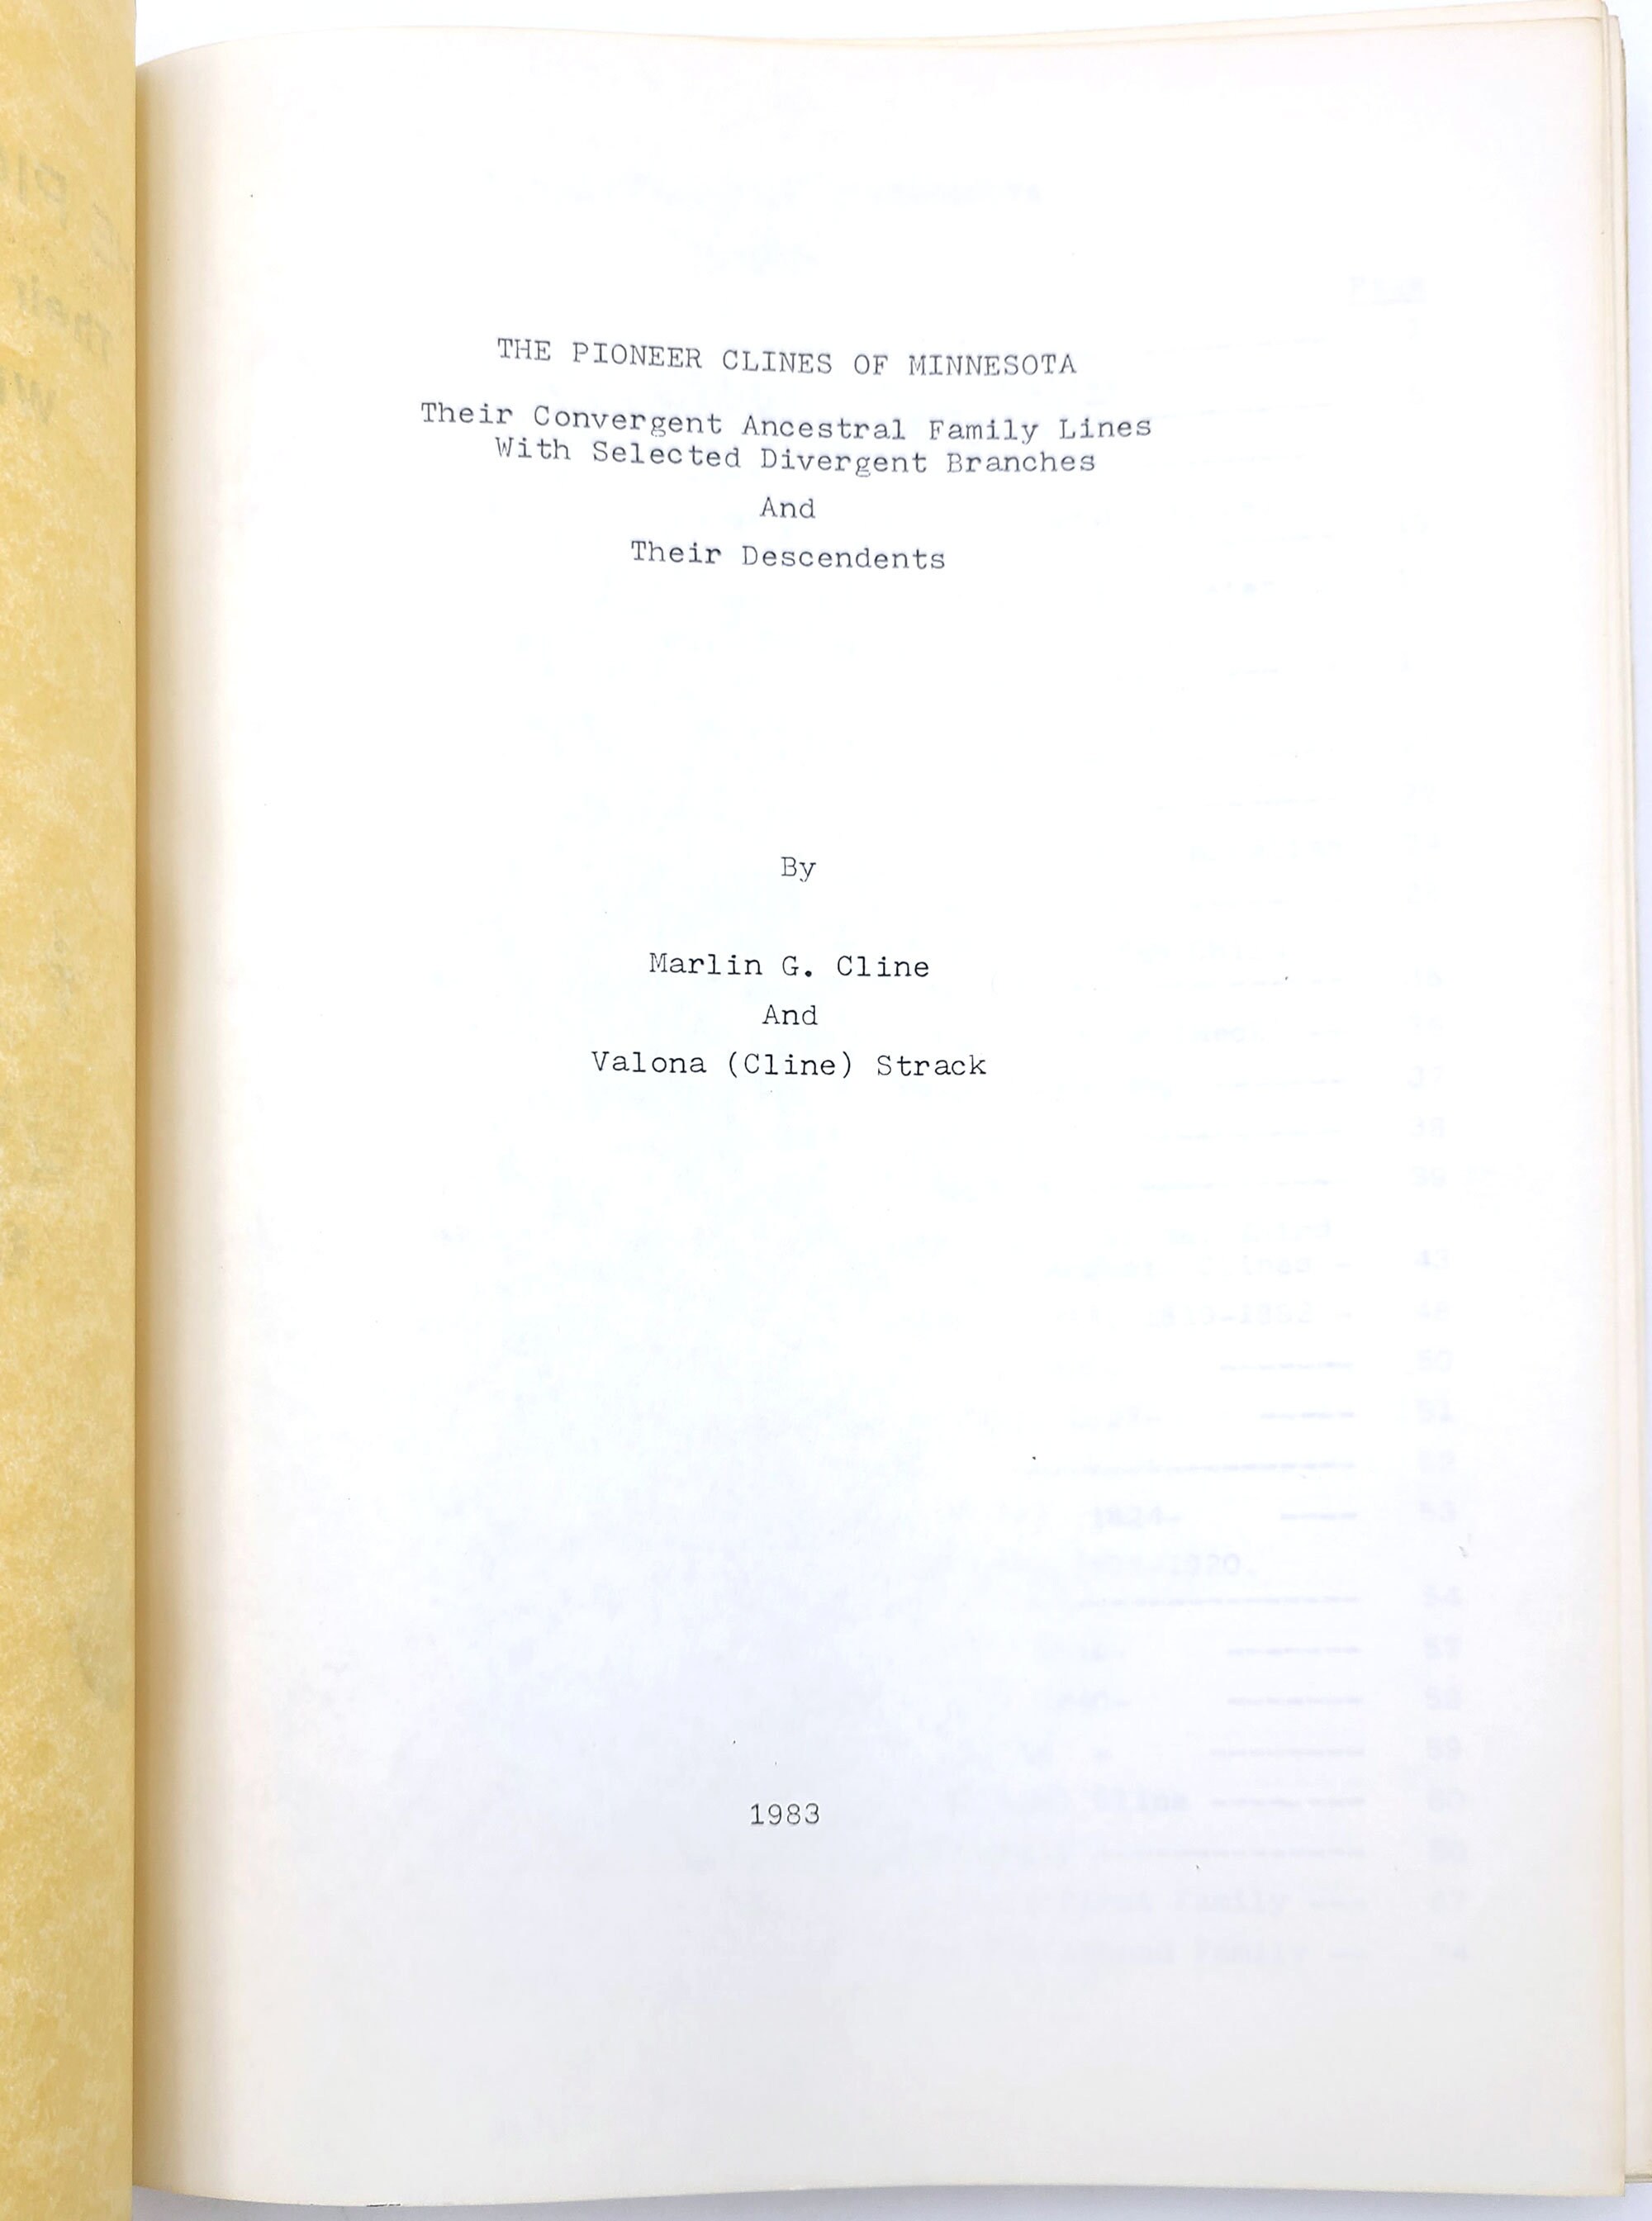 THE PIONEER CLINES OF MINNESOTA
Their Convergent Ancestral Family Lines
With Selected Divergent Branches
And
Their Descendents
By
Marlin G. Cline
And
Valona (Cline) Strack
1983